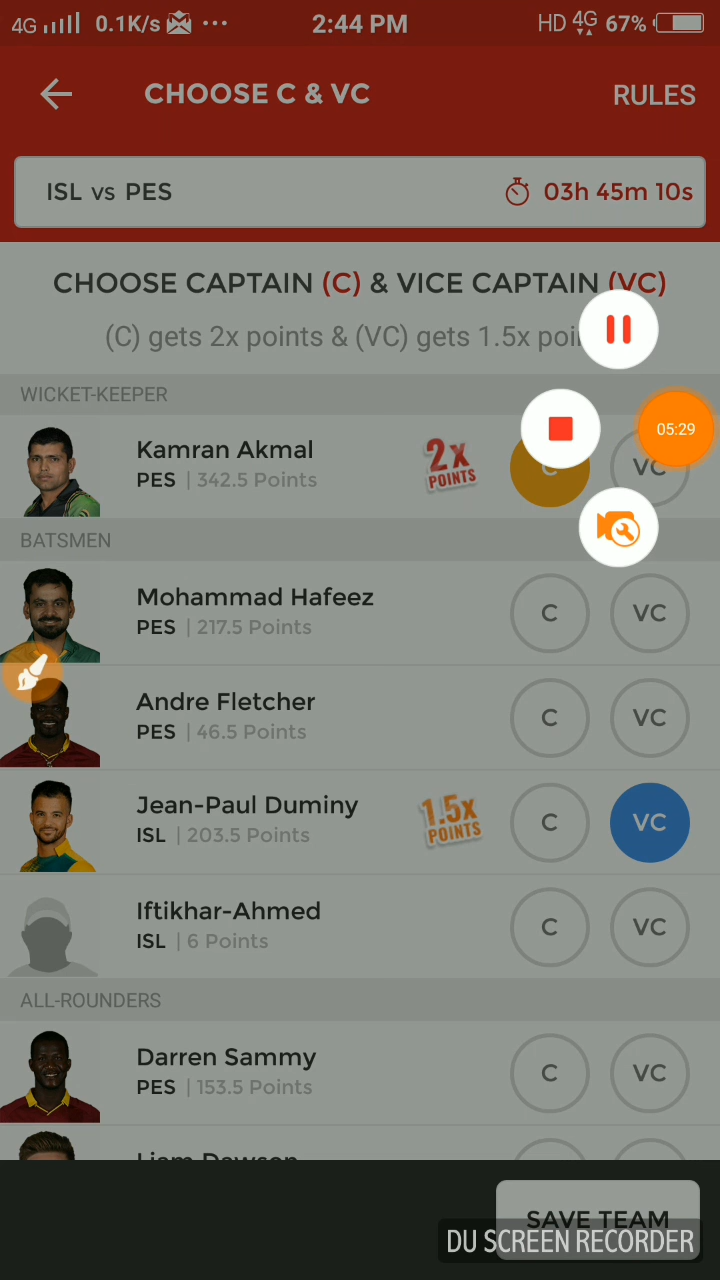 4G 0.1K/s ... 2:44 PM HD 4G 67%
CHOOSE C & VC RULES
ISL vs PES 03h 45m 10s
CHOOSE CAPTAIN (C) & VICE CAPTAIN (VC)
(C) gets 2x points & (VC) gets 1.5x poi
WICKET-KEEPER
Kamran Akmal
PES | 342.5 Points
2x POINTS
C VC
05:29
BATSMEN
Mohammad Hafeez
PES | 217.5 Points
C VC
Andre Fletcher
PES | 46.5 Points
C VC
Jean-Paul Duminy
ISL | 203.5 Points
1.5x POINTS
C VC
Iftikhar-Ahmed
ISL | 6 Points
C VC
ALL-ROUNDERS
Darren Sammy
PES | 153.5 Points
C VC
Liam Dawson
SAVE TEAM
DU SCREEN RECORDER